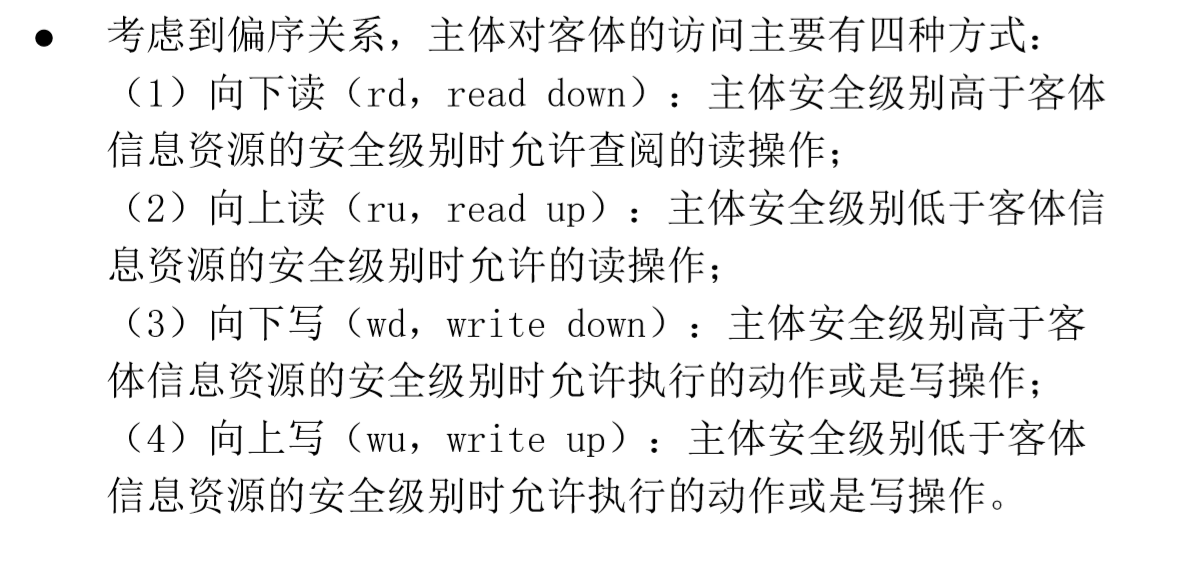 ● 考虑到偏序关系，主体对客体的访问主要有四种方式：
（1）向下读（rd，read down）：主体安全级别高于客体
信息资源的安全级别时允许查阅的读操作；
（2）向上读（ru，read up）：主体安全级别低于客体信
息资源的安全级别时允许的读操作；
（3）向下写（wd，write down）：主体安全级别高于客
体信息资源的安全级别时允许执行的动作或是写操作；
（4）向上写（wu，write up）：主体安全级别低于客体
信息资源的安全级别时允许执行的动作或是写操作。